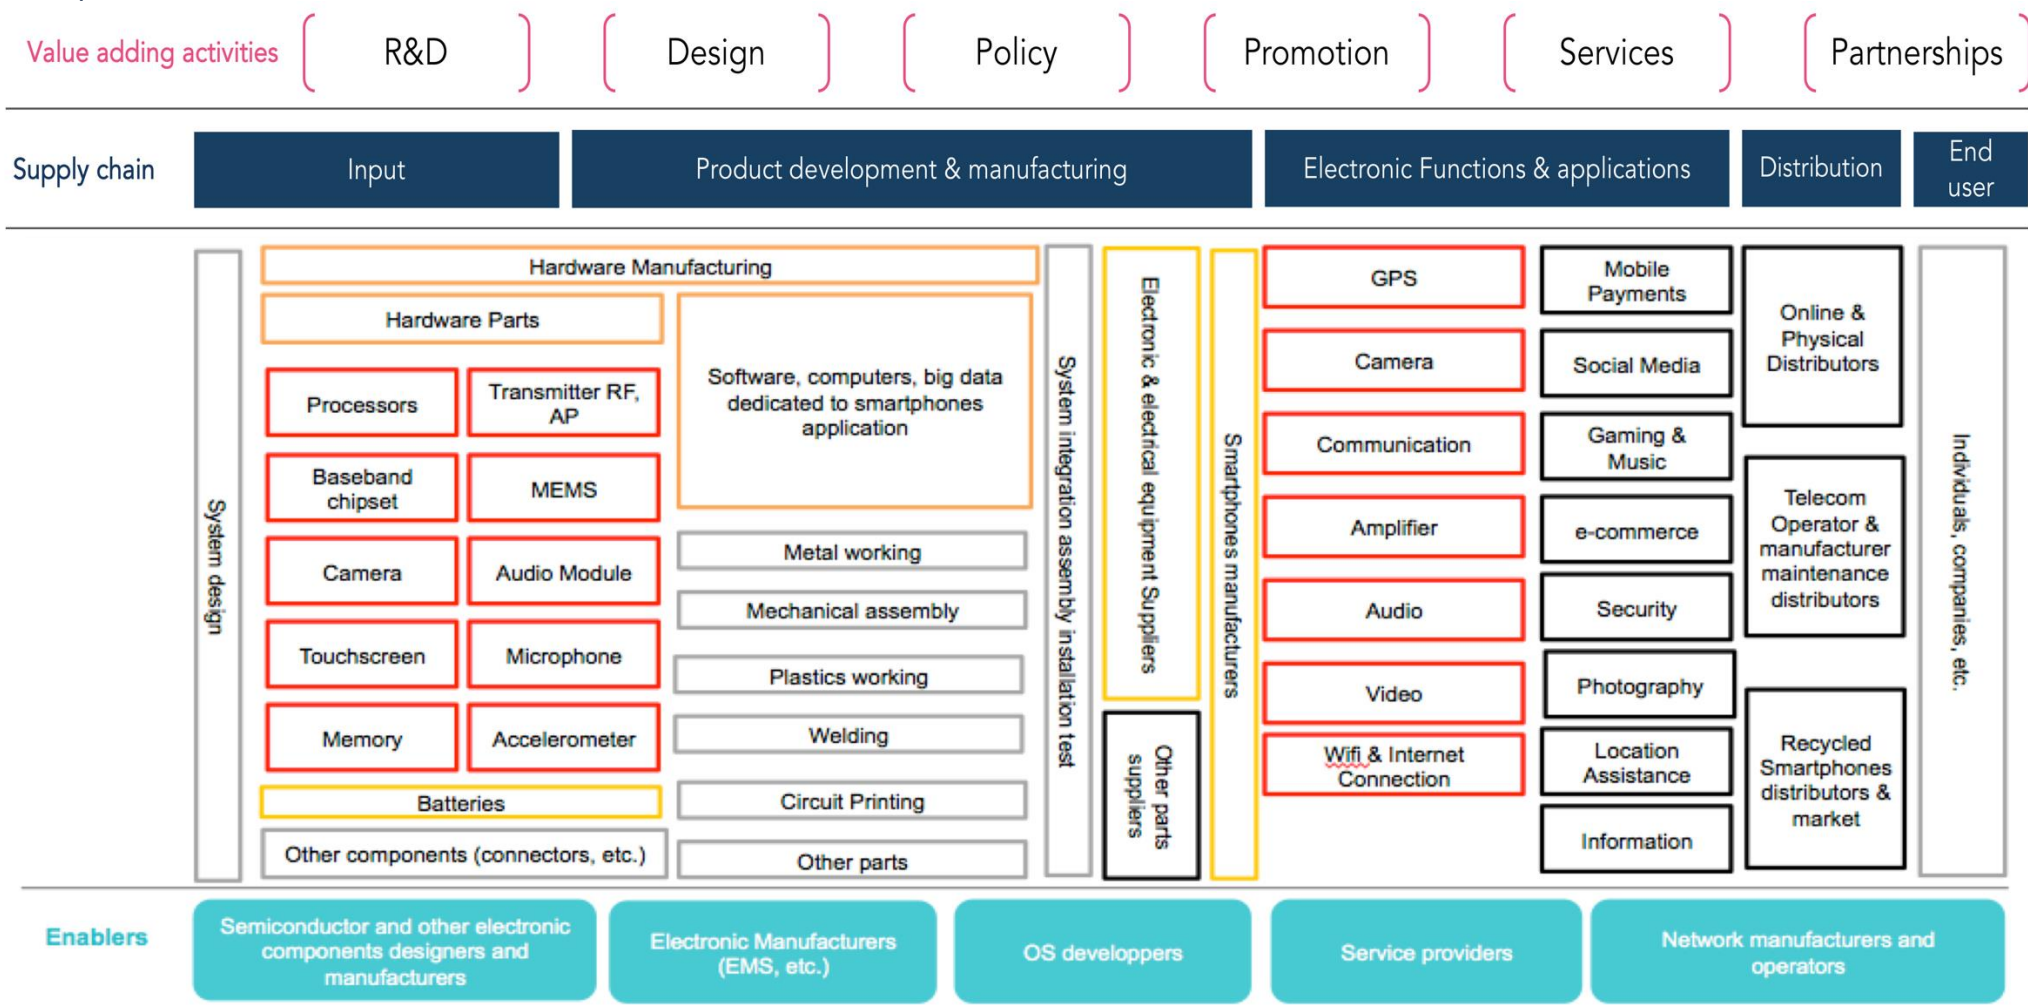 Value adding activities
R&D
Design
Policy
Promotion
Services
Partnerships
Supply chain
Input
Product development & manufacturing
Electronic Functions & applications
Distribution
End
user
System design
Hardware Manufacturing
Hardware Parts
Processors
Transmitter RF,
AP
Baseband
chipset
MEMS
Camera
Audio Module
Touchscreen
Microphone
Memory
Accelerometer
Batteries
Other components (connectors, etc.)
Software, computers, big data
dedicated to smartphones
application
Metal working
Mechanical assembly
Plastics working
Welding
Circuit Printing
Other parts
System integration assembly installation test
Electronic & electrical equipment Suppliers
Other parts
suppliers
Smartphones manufacturers
GPS
Camera
Communication
Amplifier
Audio
Video
Wifi & Internet
Connection
Mobile
Payments
Social Media
Gaming &
Music
e-commerce
Security
Photography
Location
Assistance
Information
Online &
Physical
Distributors
Telecom
Operator &
manufacturer
maintenance
distributors
Recycled
Smartphones
distributors &
market
Individuals, companies, etc.
Enablers
Semiconductor and other electronic
components designers and
manufacturers
Electronic Manufacturers
(EMS, etc.)
OS developpers
Service providers
Network manufacturers and
operators